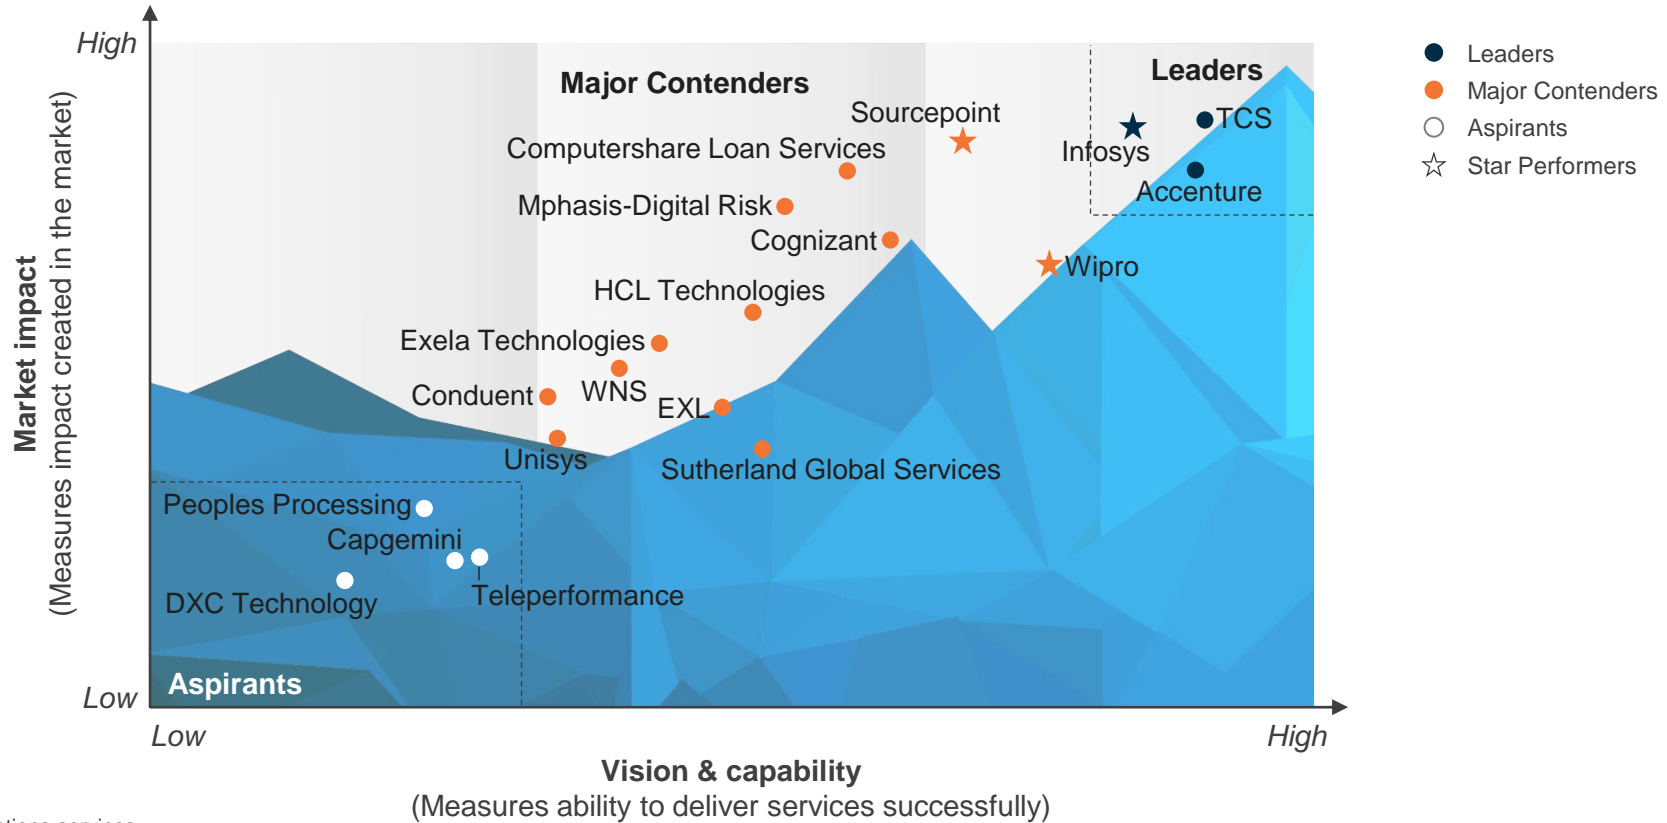 High
Major Contenders
Leaders
Sourcepoint
TCS
Infosys
Computershare Loan Services
Accenture
Mphasis-Digital Risk
Cognizant
Wipro
HCL Technologies
Exela Technologies
WNS
Conduent
EXL
Unisys
Sutherland Global Services
Peoples Processing
Capgemini
Teleperformance
DXC Technology
Aspirants
Low
Low
High
Market impact
(Measures impact created in the market)
Vision & capability
(Measures ability to deliver services successfully)
Leaders
Major Contenders
Aspirants
Star Performers